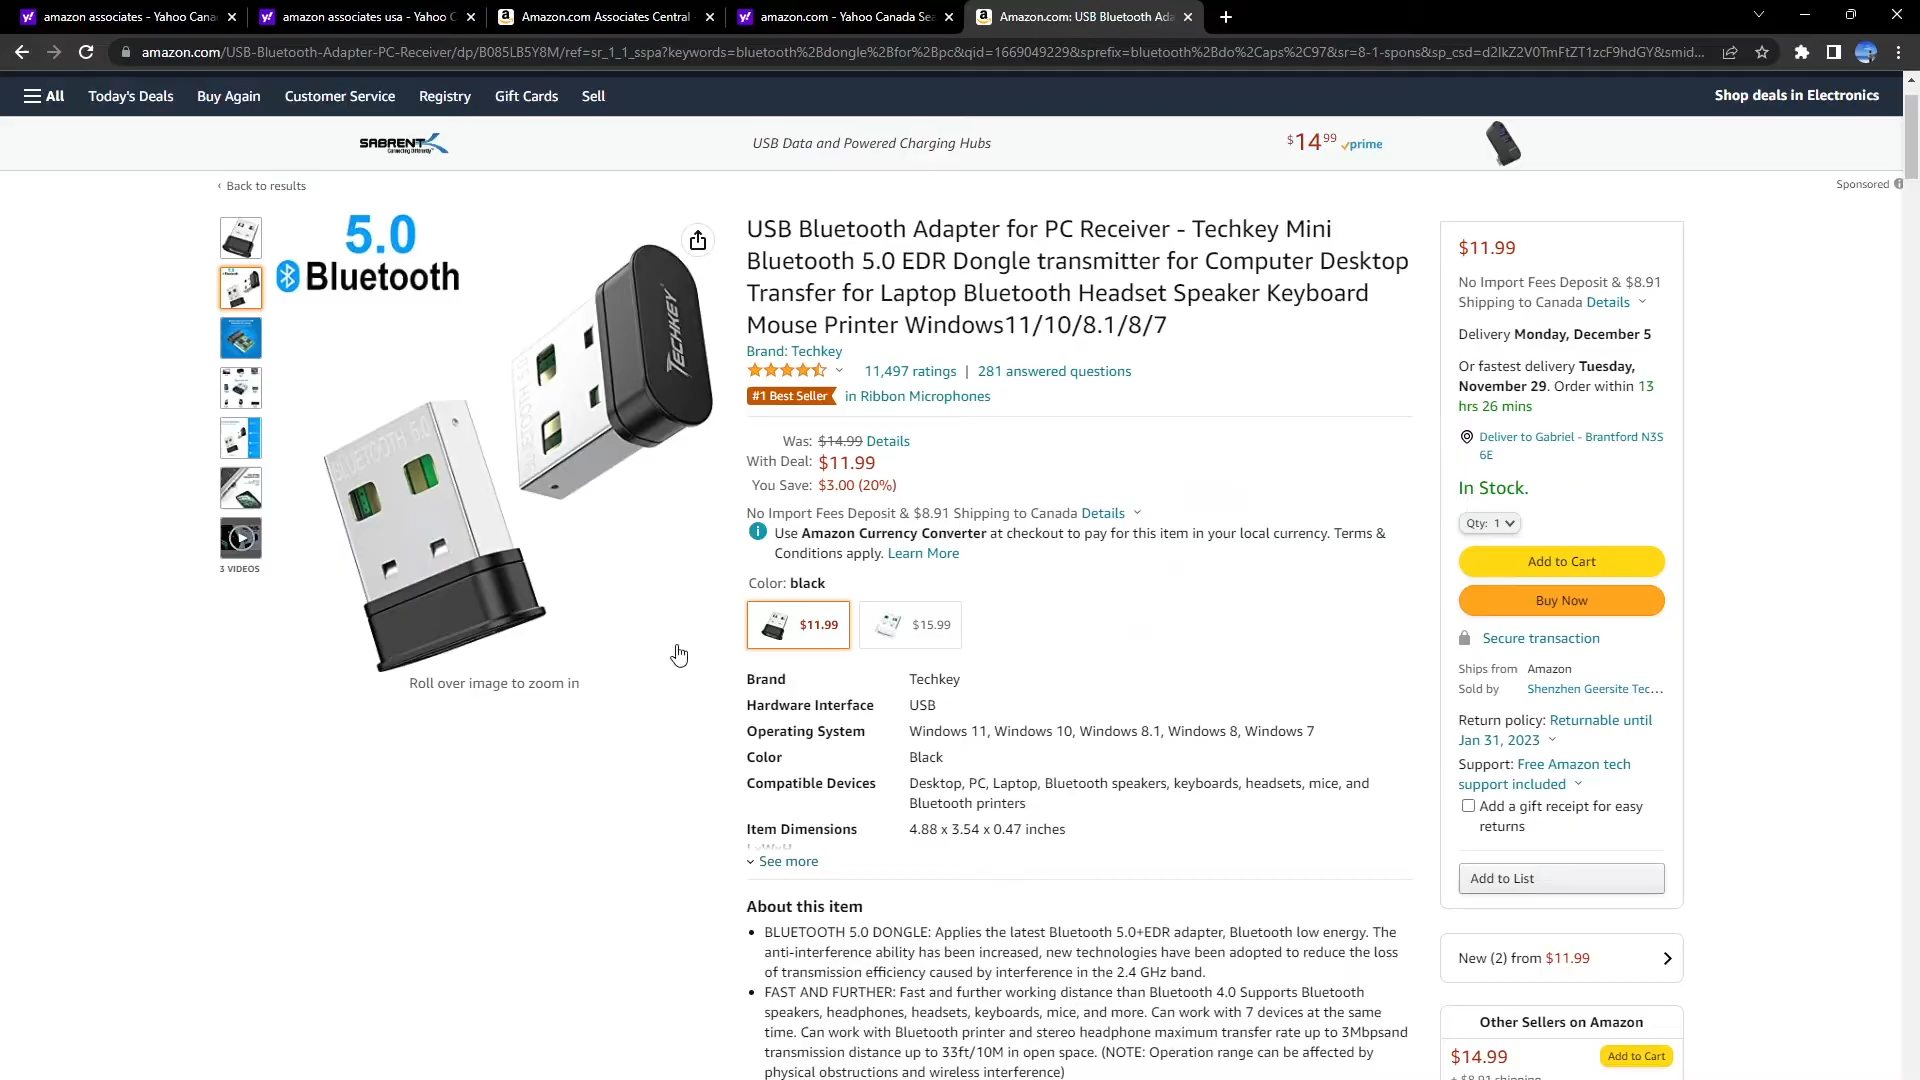 amazon associates - Yahoo Cana
amazon associates usa - Yahoo C
Amazon.com Associates Central
amazon.com - Yahoo Canada Sea
Amazon.com: USB Bluetooth Ada
amazon.com/USB-Bluetooth-Adapter-PC-Receiver/dp/B085LB5Y8M/ref=sr_1_1_sspa?keywords=bluetooth%2Bdongle%2Bfor%2Bpc&qid=1669049229&sprefix=bluetooth%2Bdo%2Caps%2C97&sr=8-1-spons&sp_csd=d2lkZ2V0TmFtZT1zcF9hdGY&smid...
All Today's Deals Buy Again Customer Service Registry Gift Cards Sell Shop deals in Electronics
SABRENT USB Data and Powered Charging Hubs $14 99 prime
Connecting Differently
‹ Back to results
Sponsored
5.0
Bluetooth
TECHKEY
BLUETOOTH 5.0
3 VIDEOS
Roll over image to zoom in
USB Bluetooth Adapter for PC Receiver - Techkey Mini
Bluetooth 5.0 EDR Dongle transmitter for Computer Desktop
Transfer for Laptop Bluetooth Headset Speaker Keyboard
Mouse Printer Windows11/10/8.1/8/7
Brand: Techkey
11,497 ratings | 281 answered questions
#1 Best Seller in Ribbon Microphones
Was: $14.99 Details
With Deal: $11.99
You Save: $3.00 (20%)
No Import Fees Deposit & $8.91 Shipping to Canada Details
Use Amazon Currency Converter at checkout to pay for this item in your local currency. Terms &
Conditions apply. Learn More
Color: black
$11.99 $15.99
Brand Techkey
Hardware Interface USB
Operating System Windows 11, Windows 10, Windows 8.1, Windows 8, Windows 7
Color Black
Compatible Devices Desktop, PC, Laptop, Bluetooth speakers, keyboards, headsets, mice, and
Bluetooth printers
Item Dimensions 4.88 x 3.54 x 0.47 inches
LxWxH
See more
About this item
• BLUETOOTH 5.0 DONGLE: Applies the latest Bluetooth 5.0+EDR adapter, Bluetooth low energy. The
anti-interference ability has been increased, new technologies have been adopted to reduce the loss
of transmission efficiency caused by interference in the 2.4 GHz band.
• FAST AND FURTHER: Fast and further working distance than Bluetooth 4.0 Supports Bluetooth
speakers, headphones, headsets, keyboards, mice, and more. Can work with 7 devices at the same
time. Can work with Bluetooth printer and stereo headphone maximum transfer rate up to 3Mbpsand
transmission distance up to 33ft/10M in open space. (NOTE: Operation range can be affected by
physical obstructions and wireless interference)
$11.99
No Import Fees Deposit & $8.91
Shipping to Canada Details
Delivery Monday, December 5
Or fastest delivery Tuesday,
November 29. Order within 13
hrs 26 mins
Deliver to Gabriel - Brantford N3S
6E
In Stock.
Qty: 1
Add to Cart
Buy Now
Secure transaction
Ships from Amazon
Sold by Shenzhen Geersite Tec...
Return policy: Returnable until
Jan 31, 2023
Support: Free Amazon tech
support included
Add a gift receipt for easy
returns
Add to List
New (2) from $11.99
Other Sellers on Amazon
$14.99 Add to Cart
+ $8.91 shipping